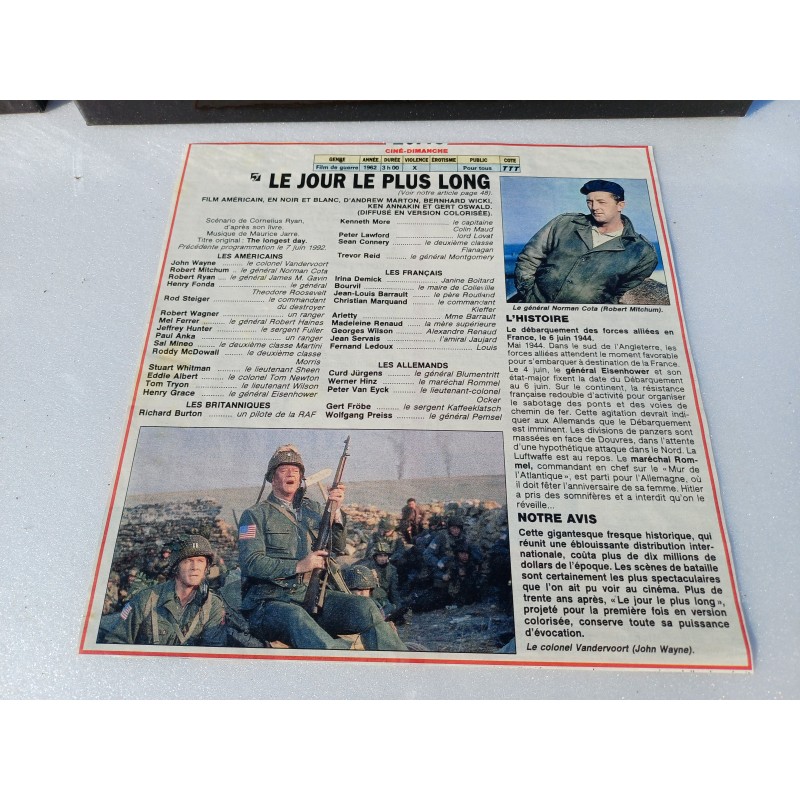 CINÉ-DIMANCHE
GENRE ANNÉE DURÉE VIOLENCE ÉROTISME PUBLIC COTE
Film de guerre 1962 3 h 00 X Pour tous TTT
LE JOUR LE PLUS LONG
(Voir notre article page 48).
FILM AMÉRICAIN, EN NOIR ET BLANC, D'ANDREW MARTON, BERNHARD WICKI,
KEN ANNAKIN ET GERT OSWALD.
(DIFFUSÉ EN VERSION COLORISÉE).
Scénario de Cornelius Ryan,
d'après son livre.
Musique de Maurice Jarre.
Titre original: The longest day.
Précédente programmation le 7 juin 1992.
LES AMÉRICAINS
John Wayne ........ le colonel Vandervoort
Robert Mitchum .. le général Norman Cota
Robert Ryan ... le général James M. Gavin
Henry Fonda ........ le général
Theodore Roosevelt
Rod Steiger ........ le commandant
du destroyer
Robert Wagner ........ un ranger
Mel Ferrer ........ le général Robert Haines
Jeffrey Hunter ........ le sergent Fuller
Paul Anka ........ un ranger
Sal Mineo ........ le deuxième classe Martini
Roddy McDowall ........ le deuxième classe
Morris
Stuart Whitman ........ le lieutenant Sheen
Eddie Albert ........ le colonel Tom Newton
Tom Tryon ........ le lieutenant Wilson
Henry Grace ........ le général Eisenhower
LES BRITANNIQUES
Richard Burton ........ un pilote de la RAF
Kenneth More ........ le capitaine
Colin Maud
Peter Lawford ........ lord Lovat
Sean Connery ........ le deuxième classe
Flanagan
Trevor Reid ........ le général Montgomery
LES FRANÇAIS
Irina Demick ........ Janine Boitard
Bourvil ........ le maire de Colleville
Jean-Louis Barrault ........ le père Roulland
Christian Marquand ........ le commandant
Kieffer
Arletty ........ Mme Barrault
Madeleine Renaud ........ la mère supérieure
Georges Wilson ........ Alexandre Renaud
Jean Servais ........ l'amiral Jaujard
Fernand Ledoux ........ Louis
LES ALLEMANDS
Curd Jürgens ........ le général Blumentritt
Werner Hinz ........ le maréchal Rommel
Peter Van Eyck ........ le lieutenant-colonel
Ocker
Gert Fröbe ........ le sergent Kaffeeklatsch
Wolfgang Preiss ........ le général Pemsel
Le général Norman Cota (Robert Mitchum).
L'HISTOIRE
Le débarquement des forces alliées en
France, le 6 juin 1944.
Mai 1944. Dans le sud de l'Angleterre, les
forces alliées attendent le moment favorable
pour s'embarquer à destination de la France.
Le 4 juin, le général Eisenhower et son
état-major fixent la date du Débarquement
au 6 juin. Sur le continent, la résistance
française redouble d'activité pour organiser
le sabotage des ponts et des voies de
chemin de fer. Cette agitation devrait indi-
quer aux Allemands que le Débarquement
est imminent. Les divisions de panzers sont
massées en face de Douvres, dans l'attente
d'une hypothétique attaque dans le Nord. La
Luftwaffe est au repos. Le maréchal Rom-
mel, commandant en chef sur le «Mur de
l'Atlantique», est parti pour l'Allemagne, où
il doit fêter l'anniversaire de sa femme. Hitler
a pris des somnifères et a interdit qu'on le
réveille...
NOTRE AVIS
Cette gigantesque fresque historique, qui
réunit une éblouissante distribution inter-
nationale, coûta plus de dix millions de
dollars de l'époque. Les scènes de bataille
sont certainement les plus spectaculaires
que l'on ait pu voir au cinéma. Plus de
trente ans après, «Le jour le plus long»,
projeté pour la première fois en version
colorisée, conserve toute sa puissance
d'évocation.
Le colonel Vandervoort (John Wayne).